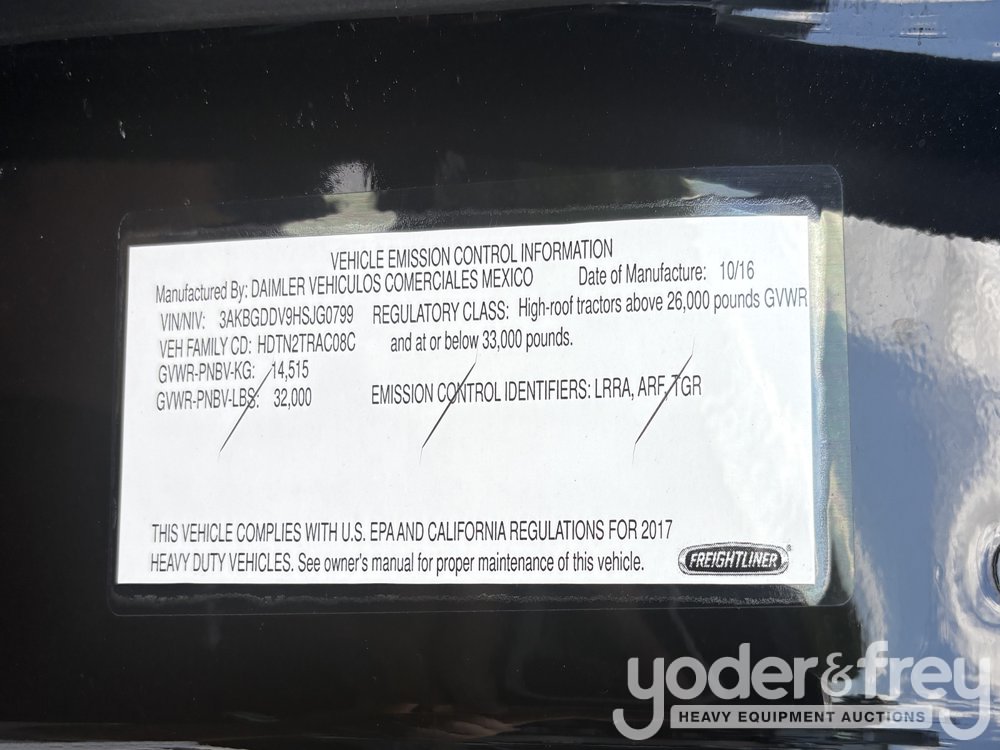 VEHICLE EMISSION CONTROL INFORMATION
Manufactured By: DAIMLER VEHICULOS COMERCIALES MEXICO Date of Manufacture: 10/16
VIN/NIV: 3AKBGDDV9HSJG0799 REGULATORY CLASS: High-roof tractors above 26,000 pounds GVWR
VEH FAMILY CD: HDTN2TRAC08C and at or below 33,000 pounds.
GVWR-PNBV-KG: 14,515
GVWR-PNBV-LBS: 32,000 EMISSION CONTROL IDENTIFIERS: LRRA, ARF, TGR
THIS VEHICLE COMPLIES WITH U.S. EPA AND CALIFORNIA REGULATIONS FOR 2017
HEAVY DUTY VEHICLES. See owner's manual for proper maintenance of this vehicle.
FREIGHTLINER®
yoder&frey
HEAVY EQUIPMENT AUCTIONS